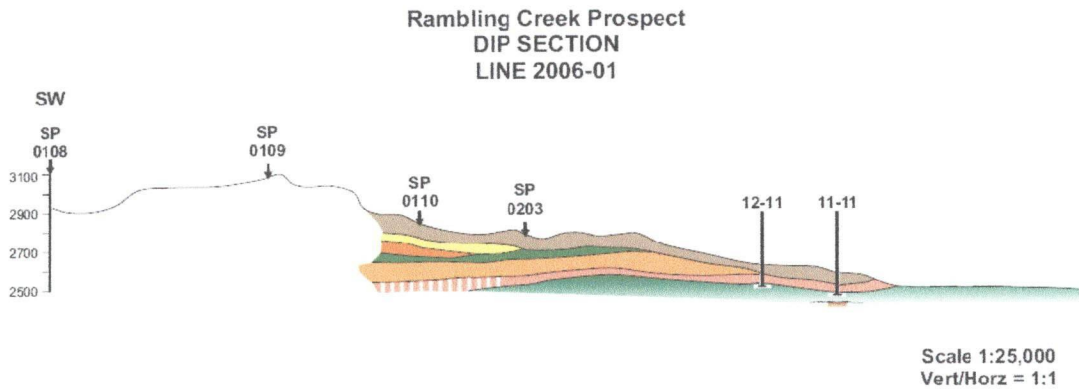 Rambling Creek Prospect
DIP SECTION
LINE 2006-01
SW
SP
0108
SP
0109
SP
0110
SP
0203
12-11
11-11
3100
2900
2700
2500
Scale 1:25,000
Vert/Horz = 1:1